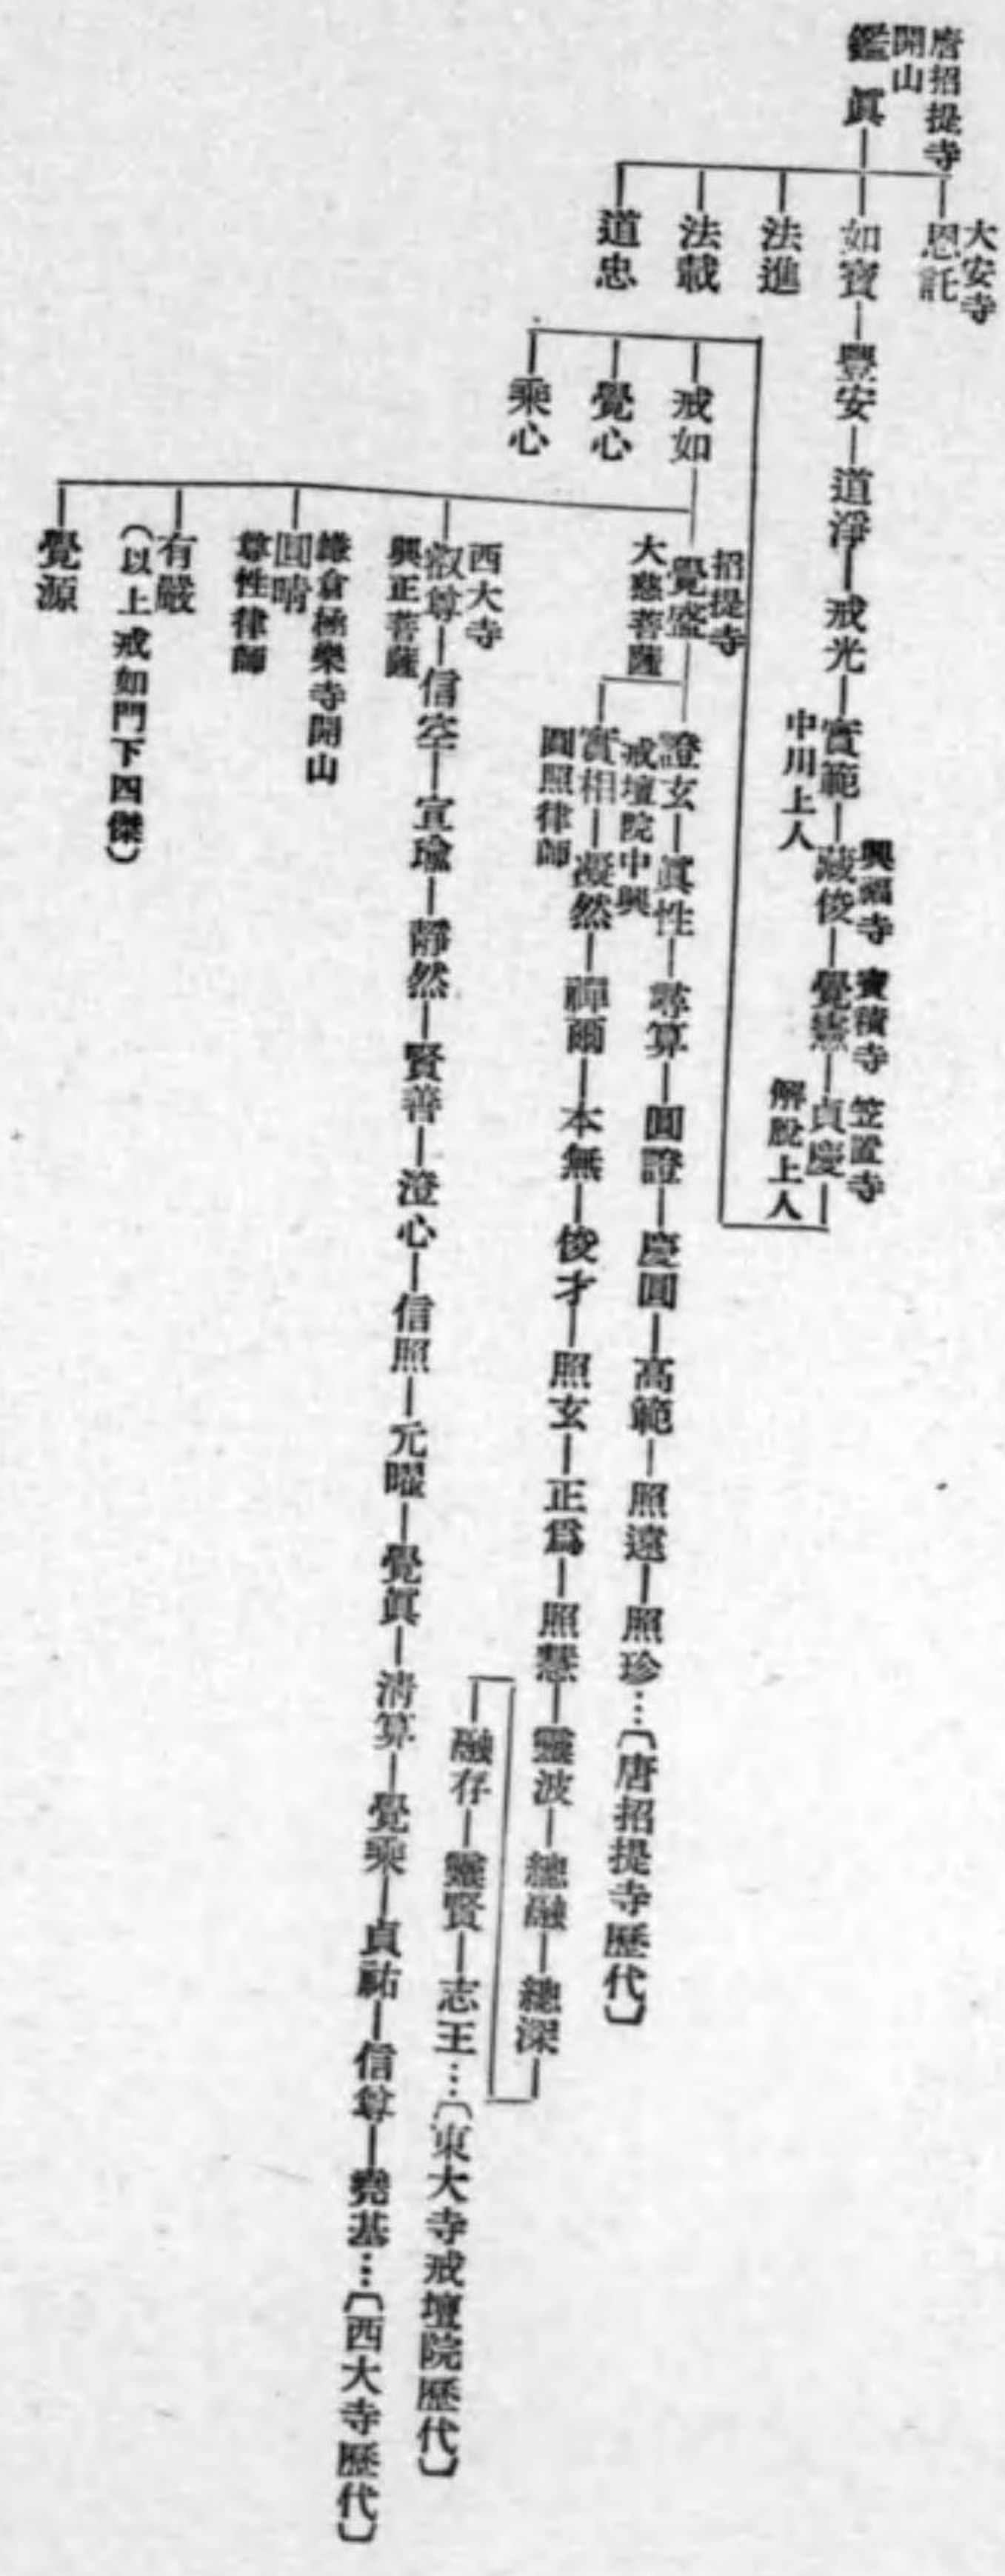 唐招提寺
開山
鑑眞
大安寺
恩託
如寶―豐安―道淨―戒光―實範―藏俊―覺憲―貞慶
中川上人
興福寺
寶積寺
笠置寺
解脫上人
法進
法載
道忠
戒如
覺心
乘心
招提寺
覺盛
大慈菩薩
證玄―眞性―尋算―圓證―慶圓―高範―照遠―照珍…〔唐招提寺歷代〕
戒壇院中興
實相―凝然―禪爾―本無―俊才―照玄―正爲―照慧―靈波―總融―總深
圓照律師
融存―靈賢―志王…〔東大寺戒壇院歷代〕
西大寺
叡尊―信空―宣瑜―靜然―賢善―澄心―信照―元曜―覺眞―淸算―覺乘―貞祐―信尊―堯基…〔西大寺歷代〕
興正菩薩
鎌倉極樂寺開山
圓晴
尊性律師
有嚴
(以上戒如門下四傑)
覺源